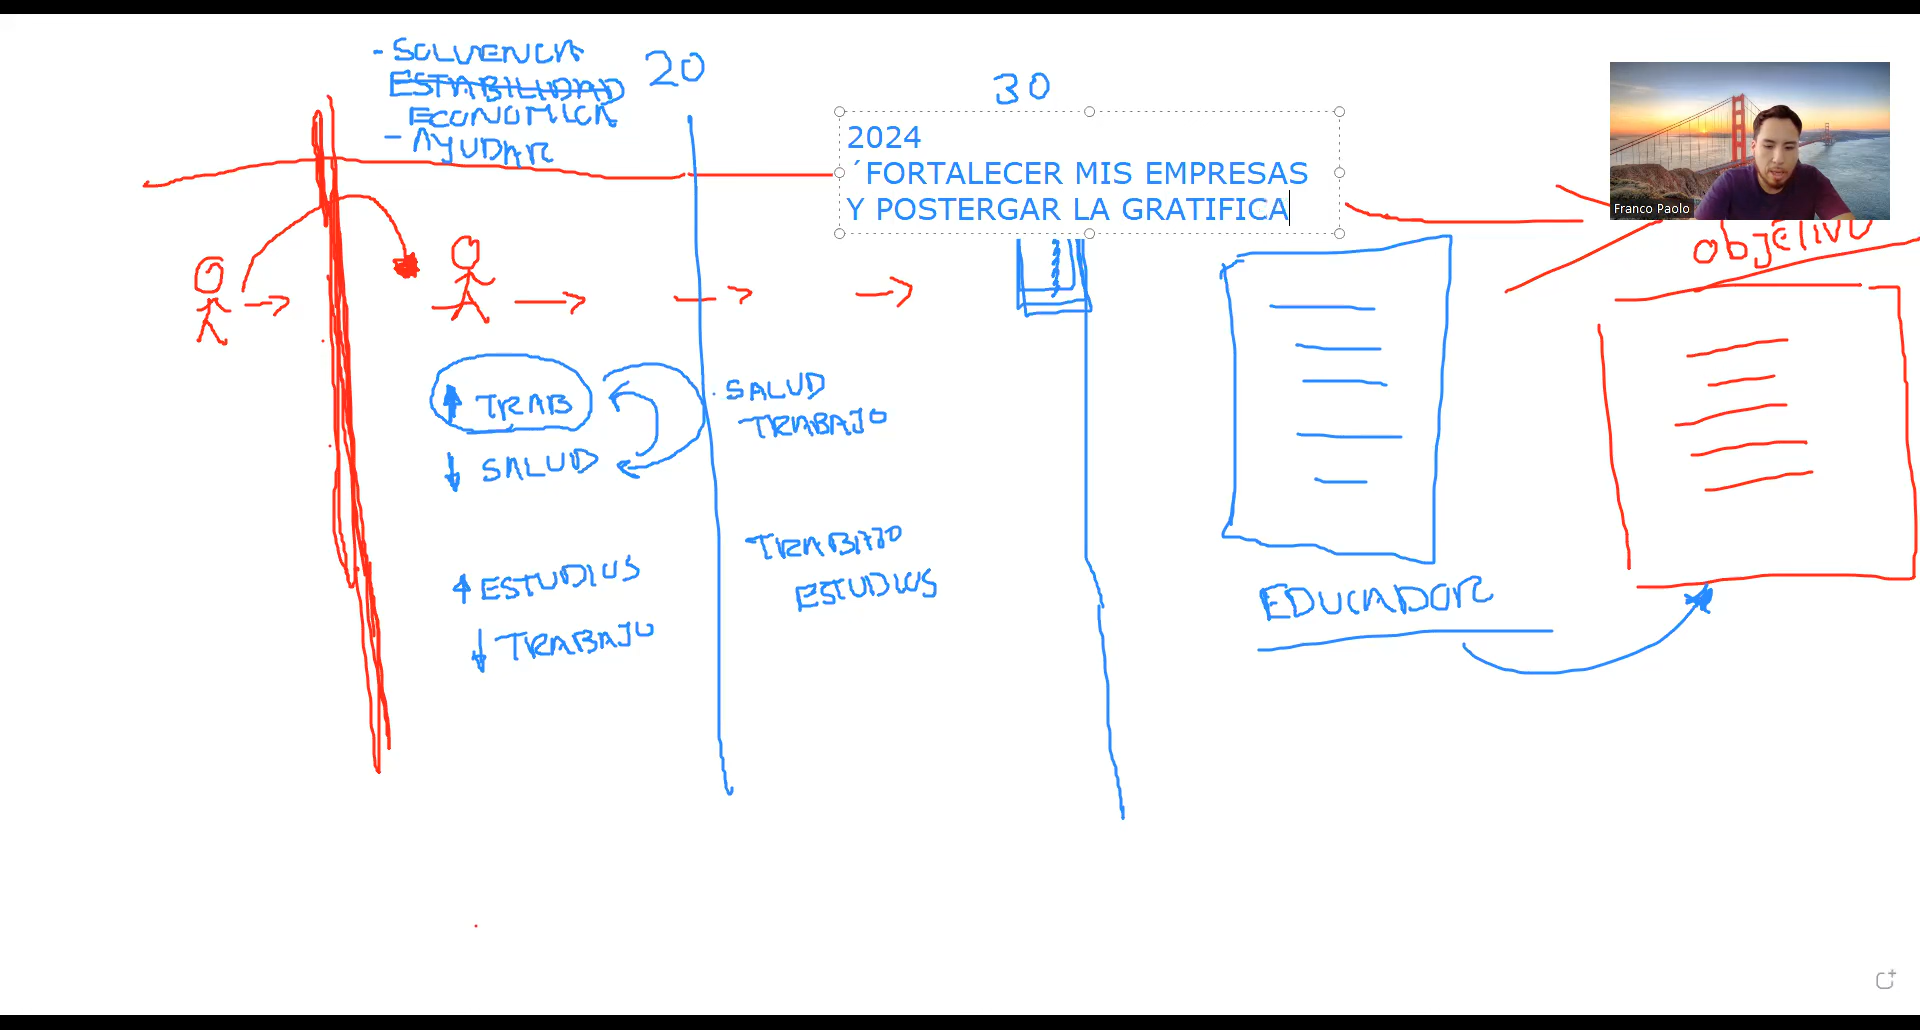 - SOLVENCIA
ESTABILIDAD
ECONOMICA
- AYUDAR
20
30
2024
´FORTALECER MIS EMPRESAS
Y POSTERGAR LA GRATIFICA
Franco Paolo
objetivo
TRAB
SALUD
SALUD
TRABAJO
ESTUDIOS
TRABAJO
TRABAJO
ESTUDIOS
EDUCADOR